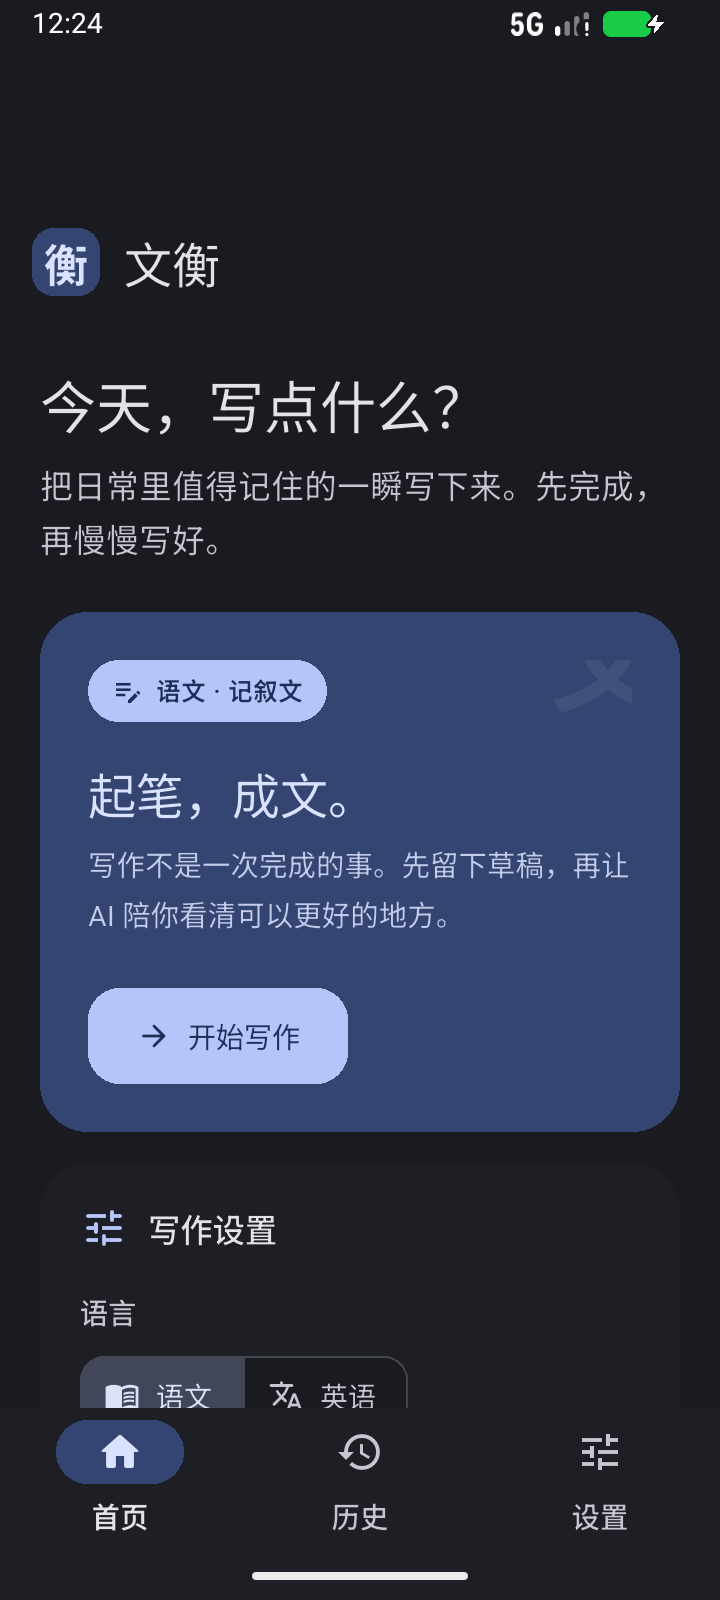 12:24
5G
衡 文衡
今天，写点什么？
把日常里值得记住的一瞬写下来。先完成，
再慢慢写好。
语文 · 记叙文
起笔，成文。
写作不是一次完成的事。先留下草稿，再让
AI 陪你看清可以更好的地方。
开始写作
写作设置
语言
语文 英语
首页 历史 设置